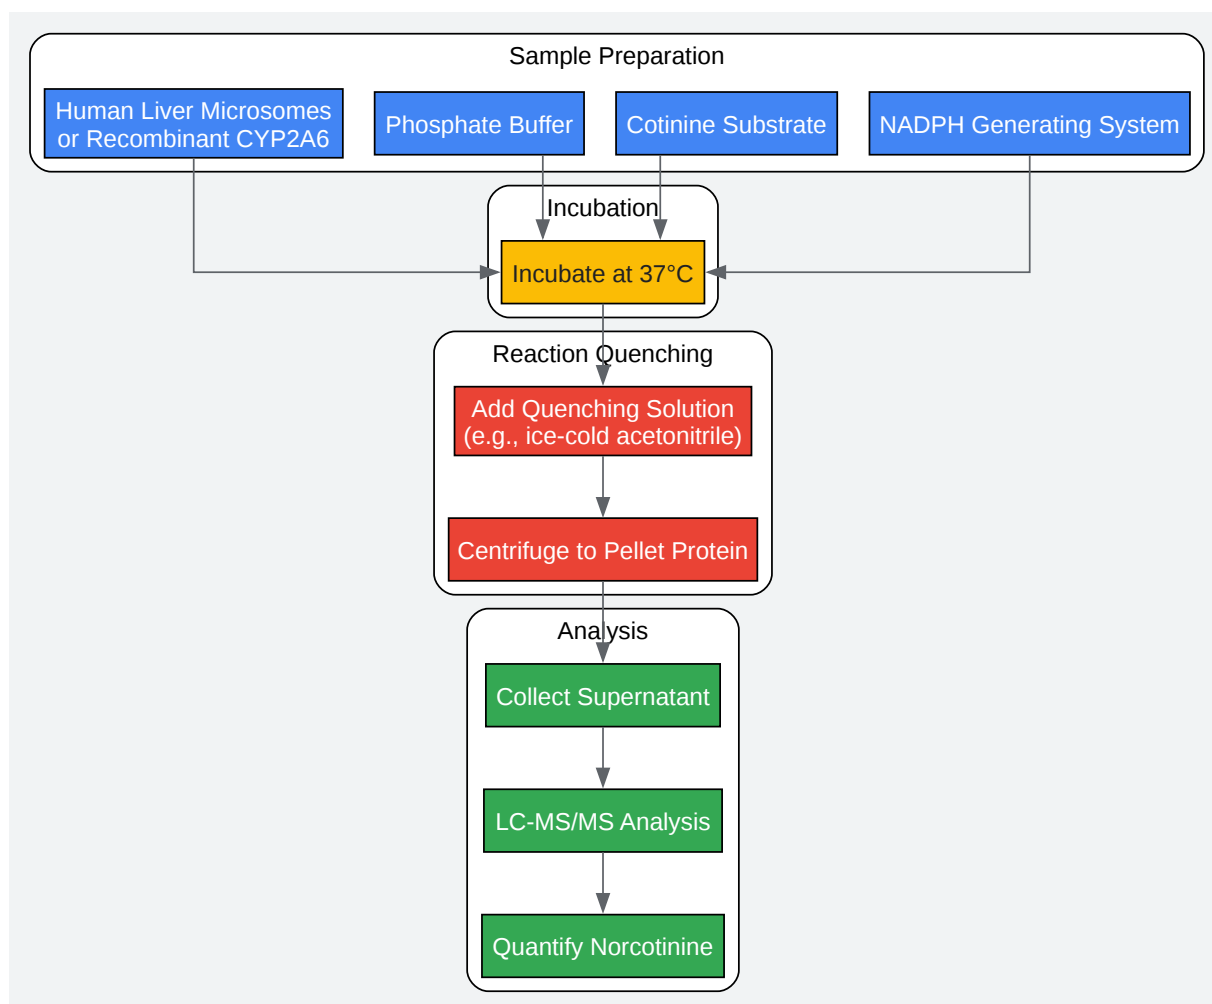 Sample Preparation
Human Liver Microsomes
or Recombinant CYP2A6
Phosphate Buffer
Cotinine Substrate
NADPH Generating System
Incubation
Incubate at 37°C
Reaction Quenching
Add Quenching Solution
(e.g., ice-cold acetonitrile)
Centrifuge to Pellet Protein
Analysis
Collect Supernatant
LC-MS/MS Analysis
Quantify Norcotinine